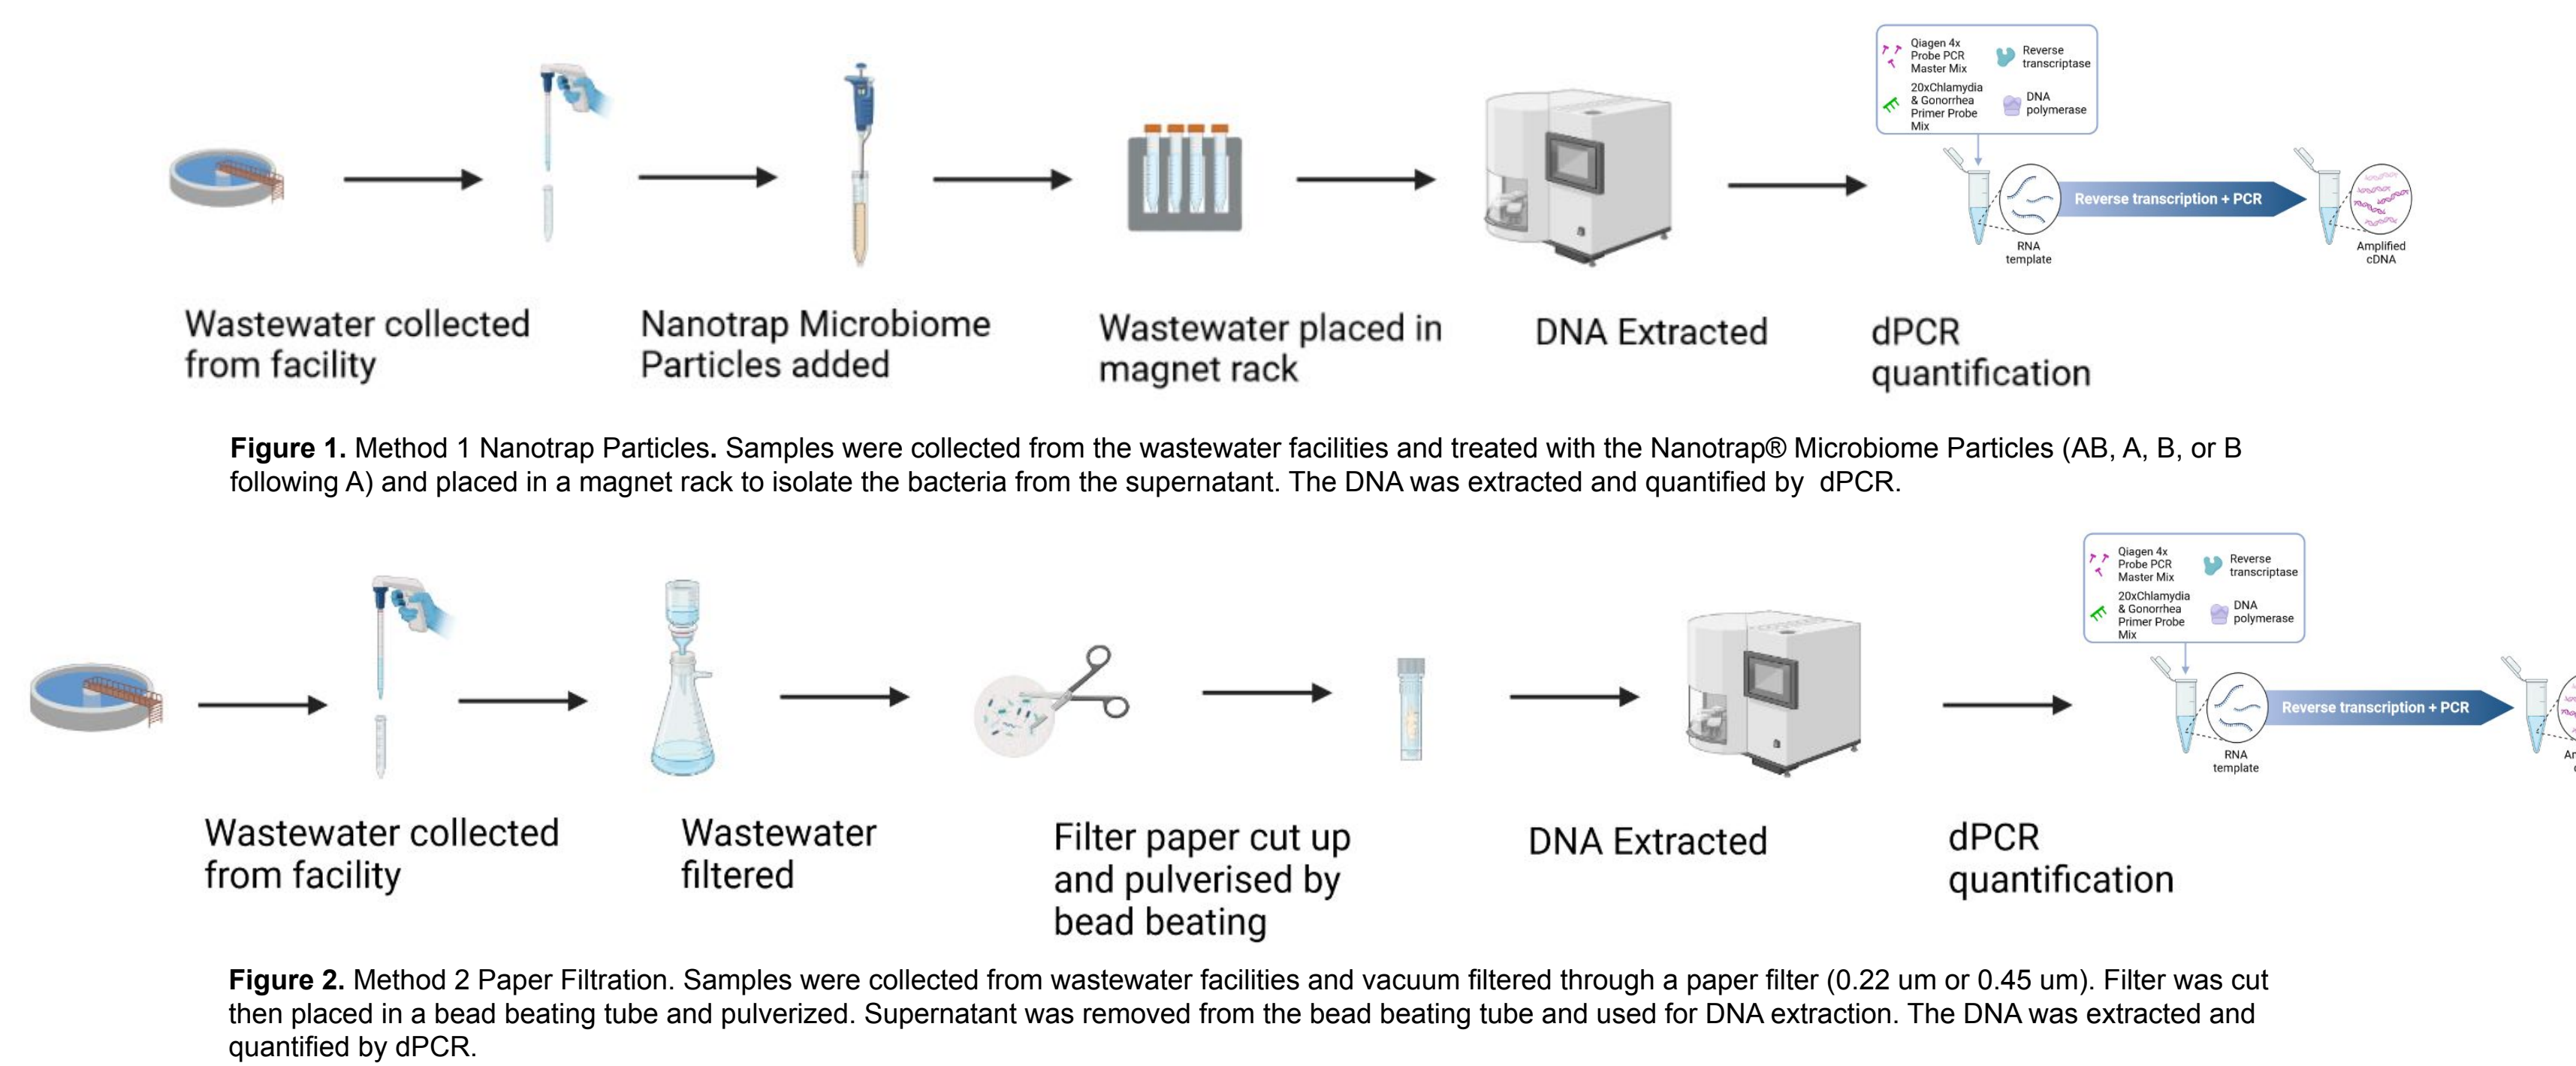 Qiagen 4x
Probe PCR
Master Mix
Reverse
transcriptase
20xChlamydia
& Gonorrhea
Primer Probe
Mix
DNA
polymerase
Reverse transcription + PCR
RNA
template
Amplified
cDNA
Wastewater collected
from facility
Nanotrap Microbiome
Particles added
Wastewater placed in
magnet rack
DNA Extracted
dPCR
quantification
Figure 1. Method 1 Nanotrap Particles. Samples were collected from the wastewater facilities and treated with the Nanotrap® Microbiome Particles (AB, A, B, or B
following A) and placed in a magnet rack to isolate the bacteria from the supernatant. The DNA was extracted and quantified by dPCR.
Qiagen 4x
Probe PCR
Master Mix
Reverse
transcriptase
20xChlamydia
& Gonorrhea
Primer Probe
Mix
DNA
polymerase
Reverse transcription + PCR
RNA
template
Wastewater collected
from facility
Wastewater
filtered
Filter paper cut up
and pulverised by
bead beating
DNA Extracted
dPCR
quantification
Figure 2. Method 2 Paper Filtration. Samples were collected from wastewater facilities and vacuum filtered through a paper filter (0.22 um or 0.45 um). Filter was cut
then placed in a bead beating tube and pulverized. Supernatant was removed from the bead beating tube and used for DNA extraction. The DNA was extracted and
quantified by dPCR.